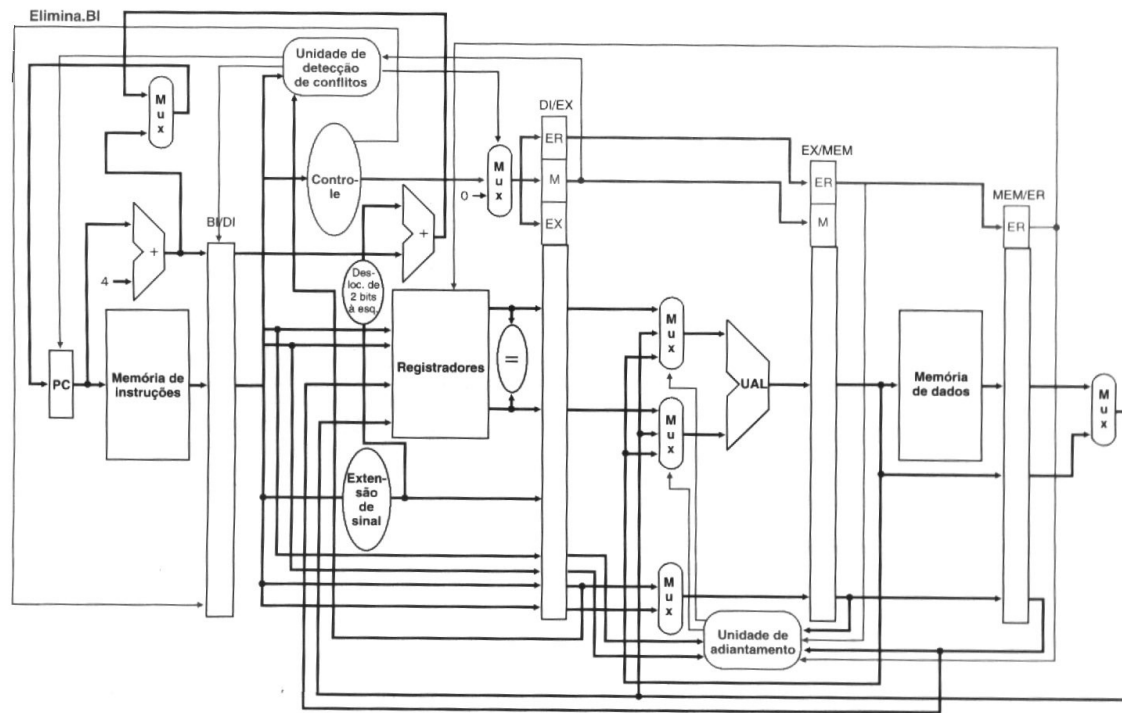 Elimina.BI
Unidade de
detecção
de conflitos
M
u
x
DI/EX
ER
M
EX
Contro-
le
M
u
x
0
EX/MEM
ER
M
MEM/ER
ER
BI/DI
+
4
+
Des-
loc. de
2 bits
à esq.
PC
Memória de
instruções
Registradores
=
M
u
x
UAL
M
u
x
Memória
de dados
M
u
x
Exten-
são de
sinal
M
u
x
Unidade de
adiantamento